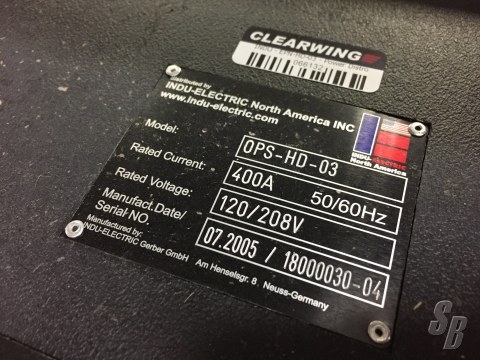 CLEARWING
distributed by
INDU-ELECTRIC North America INC
www.indu-electric.com
INDU-ELECTRIC
North America
Model: OPS-HD-03
Rated Current: 400A 50/60Hz
Rated Voltage: 120/208V
Manufact.Date/
Serial NO. 07.2005 / 18000030-04
Manufactured by:
INDU-ELECTRIC Gerber GmbH Am Henselsgr. 8, Neuss-Germany
SB